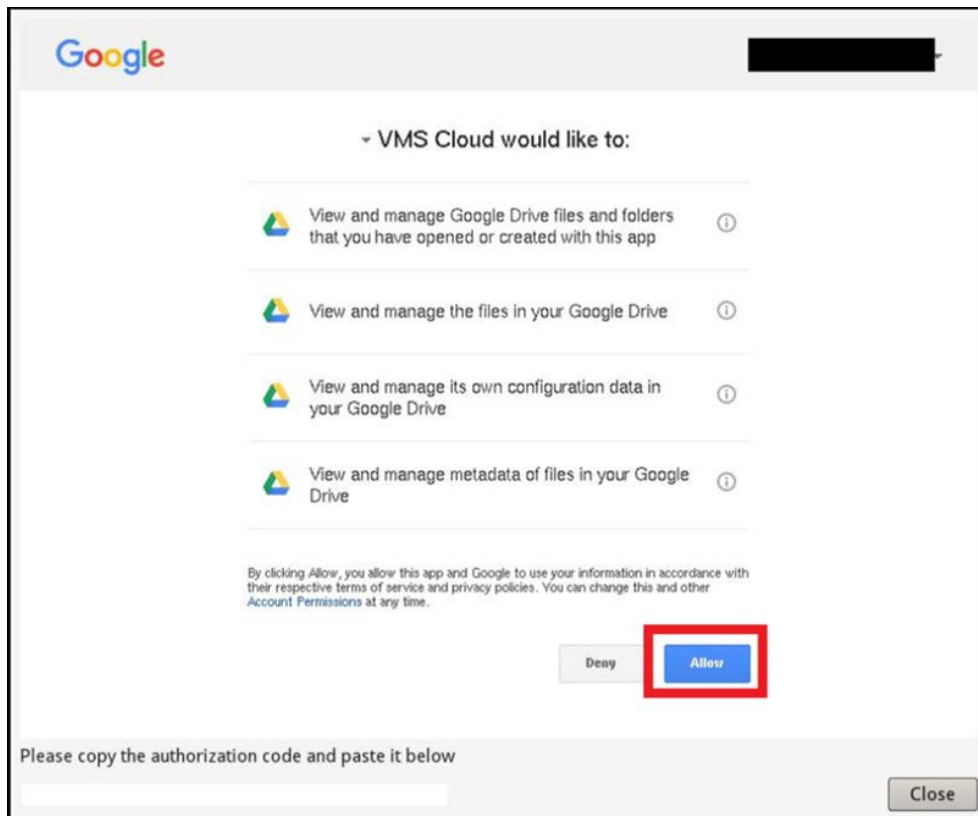 Google
VMS Cloud would like to:
View and manage Google Drive files and folders
that you have opened or created with this app
View and manage the files in your Google Drive
View and manage its own configuration data in
your Google Drive
View and manage metadata of files in your Google
Drive
By clicking Allow, you allow this app and Google to use your information in accordance with
their respective terms of service and privacy policies. You can change this and other
Account Permissions at any time.
Deny
Allow
Please copy the authorization code and paste it below
Close